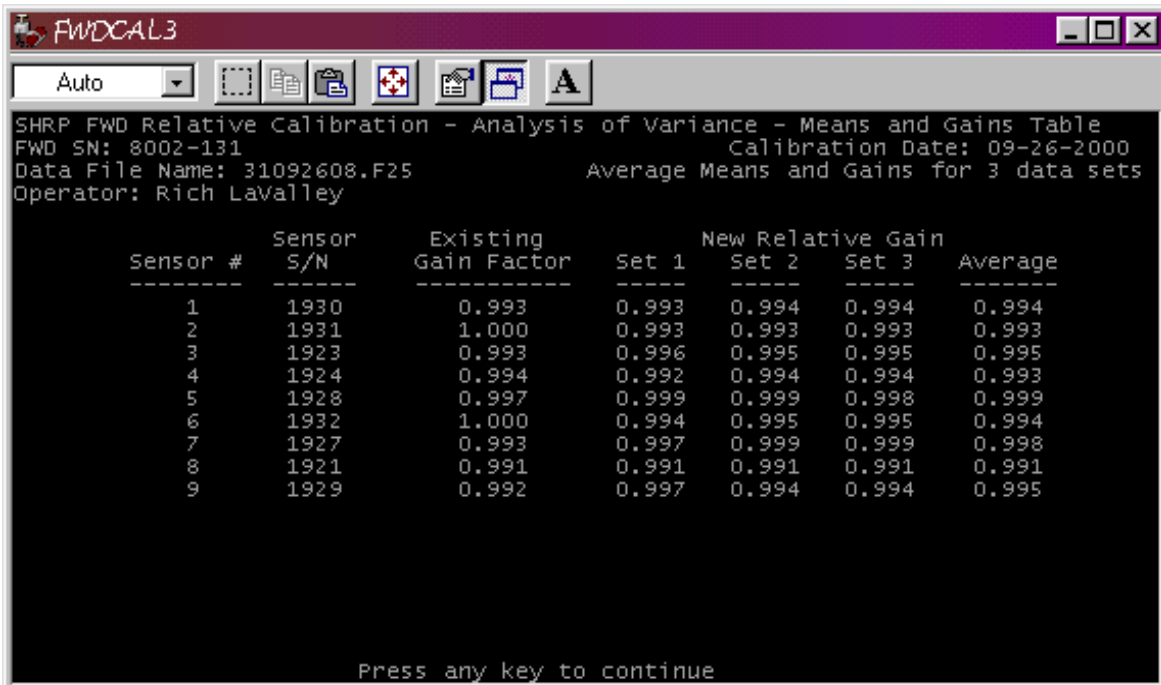 FWDCAL3
Auto A
SHRP FWD Relative Calibration - Analysis of Variance - Means and Gains Table
FWD SN: 8002-131 Calibration Date: 09-26-2000
Data File Name: 31092608.F25 Average Means and Gains for 3 data sets
Operator: Rich LaValley
Sensor Existing New Relative Gain
Sensor # S/N Gain Factor Set 1 Set 2 Set 3 Average
-------- ------ ----------- ----- ----- ----- -------
1 1930 0.993 0.993 0.994 0.994 0.994
2 1931 1.000 0.993 0.993 0.993 0.993
3 1923 0.993 0.996 0.995 0.995 0.995
4 1924 0.994 0.992 0.994 0.994 0.993
5 1928 0.997 0.999 0.999 0.998 0.999
6 1932 1.000 0.994 0.995 0.995 0.994
7 1927 0.993 0.997 0.999 0.999 0.998
8 1921 0.991 0.991 0.991 0.991 0.991
9 1929 0.992 0.997 0.994 0.994 0.995
Press any key to continue